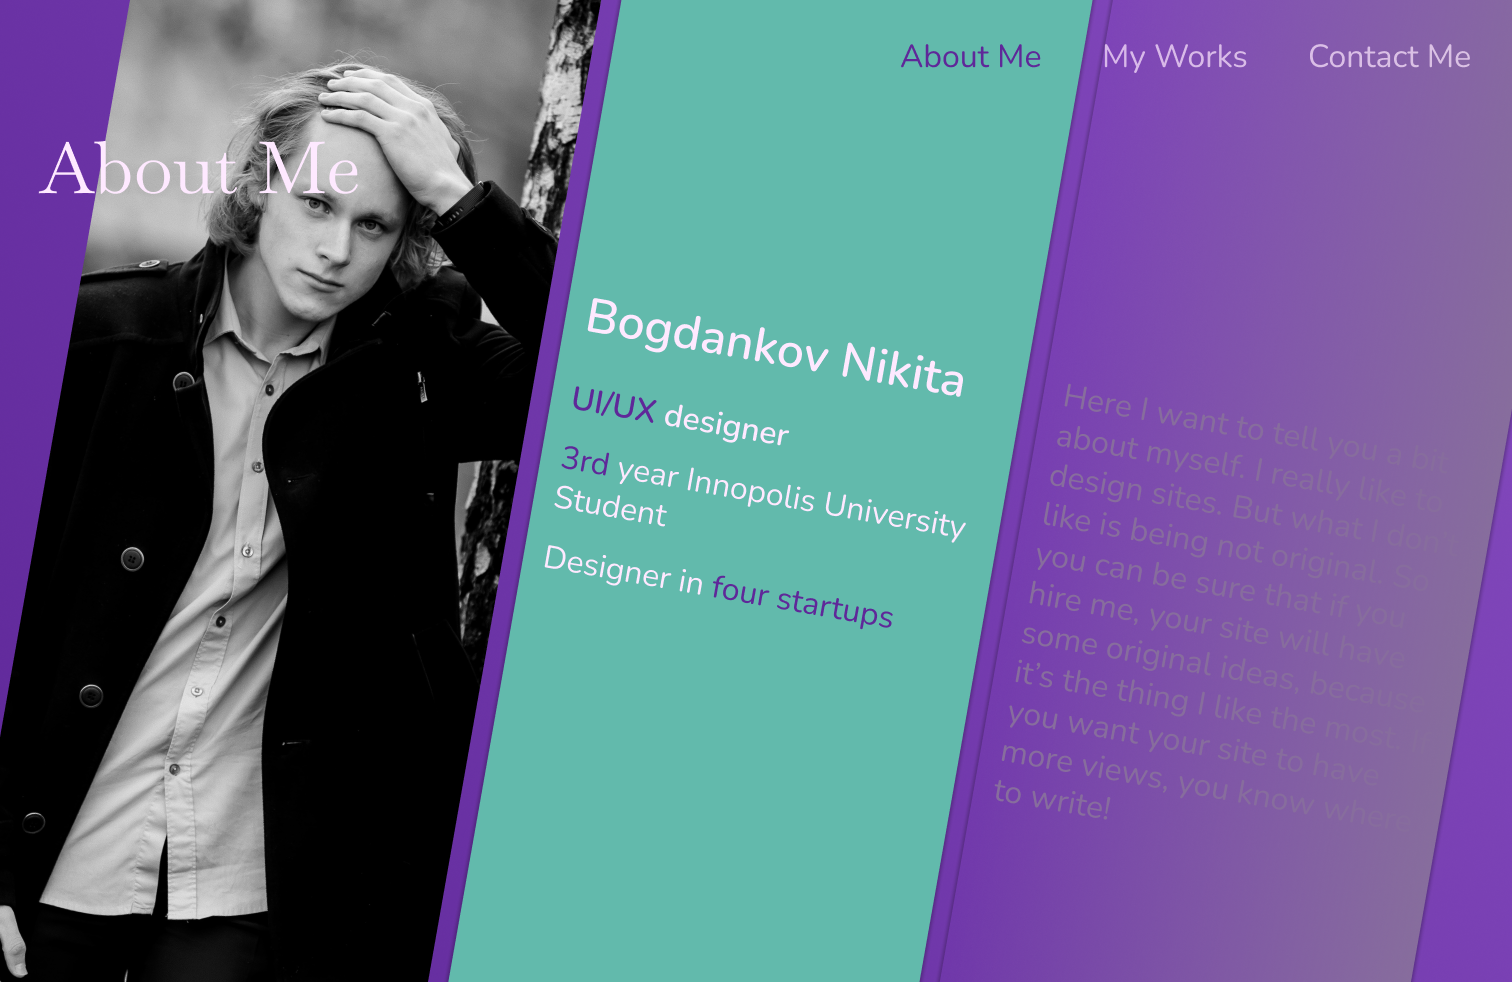 About Me
My Works
Contact Me
About Me
Bogdankov Nikita
UI/UX designer
3rd year Innopolis University
Student
Designer in four startups
Here I want to tell you a bit
about myself. I really like to
design sites. But what I don't
like is being not original. So
you can be sure that if you
hire me, your site will have
some original ideas, because
it’s the thing I like the most. If
you want your site to have
more views, you know where
to write!